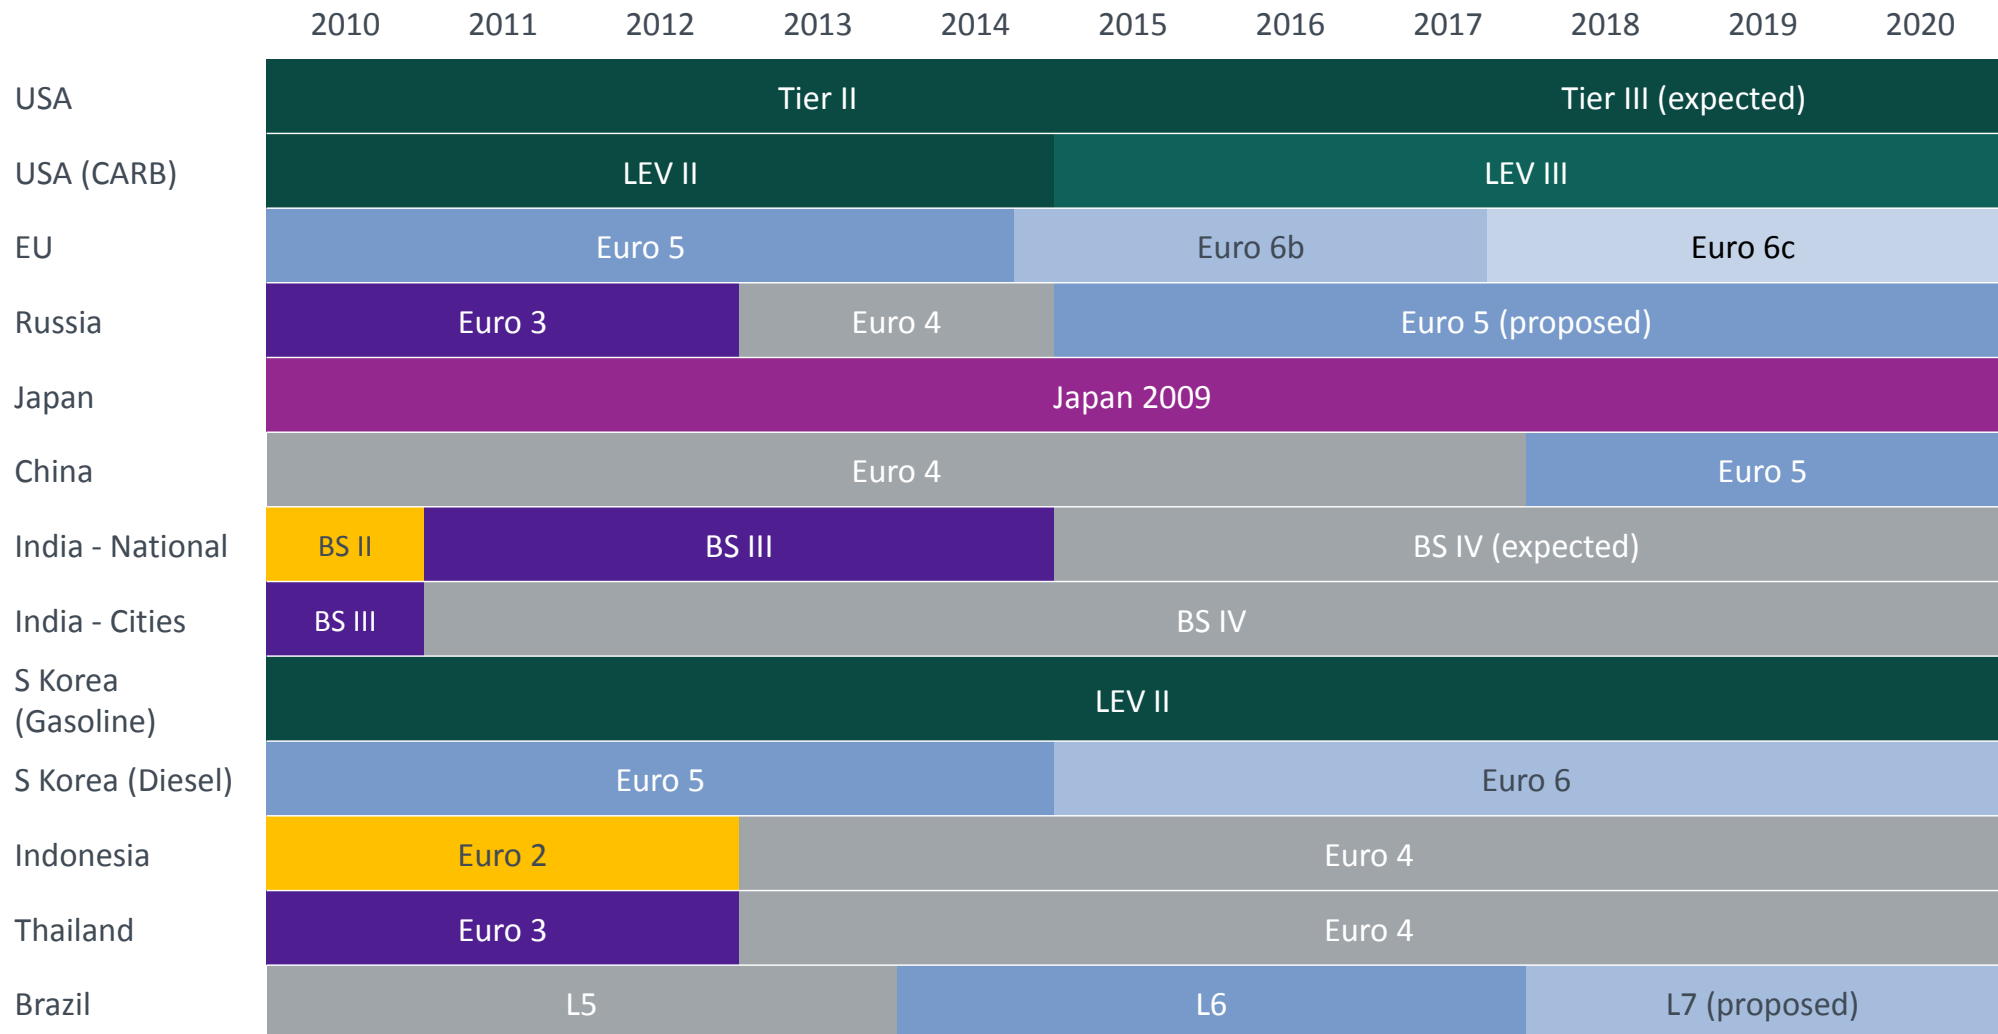 2010 2011 2012 2013 2014 2015 2016 2017 2018 2019 2020
USA Tier II Tier III (expected)
USA (CARB) LEV II LEV III
EU Euro 5 Euro 6b Euro 6c
Russia Euro 3 Euro 4 Euro 5 (proposed)
Japan Japan 2009
China Euro 4 Euro 5
India - National BS II BS III BS IV (expected)
India - Cities BS III BS IV
S Korea
(Gasoline) LEV II
S Korea (Diesel) Euro 5 Euro 6
Indonesia Euro 2 Euro 4
Thailand Euro 3 Euro 4
Brazil L5 L6 L7 (proposed)